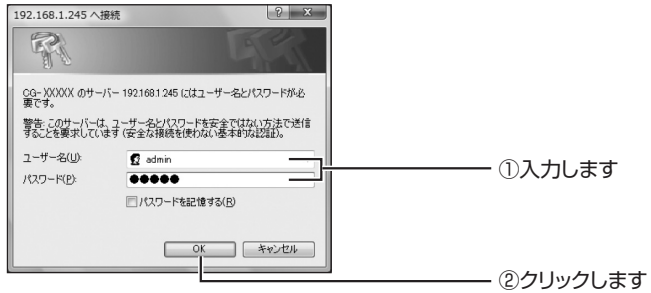 192.168.1.245 へ接続
CG-XXXXX のサーバー 192.168.1.245 にはユーザー名とパスワードが必
要です。
警告: このサーバーは、ユーザー名とパスワードを安全ではない方法で送信
することを要求しています (安全な接続を使わない基本的な認証)。
ユーザー名(U):
admin
①入力します
パスワード(P):
●●●●●
パスワードを記憶する(R)
OK
キャンセル
②クリックします